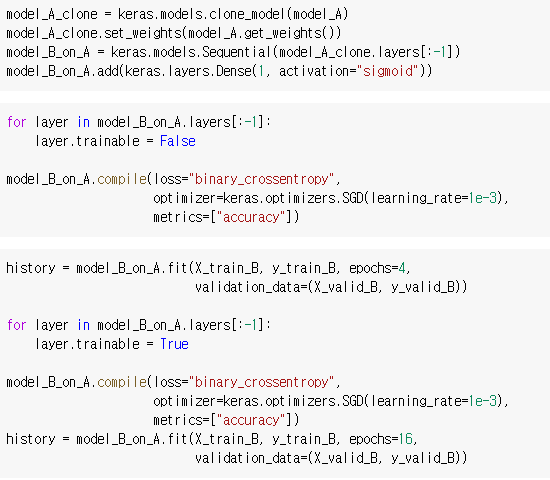 model_A_clone = keras.models.clone_model(model_A)
model_A_clone.set_weights(model_A.get_weights())
model_B_on_A = keras.models.Sequential(model_A_clone.layers[:-1])
model_B_on_A.add(keras.layers.Dense(1, activation="sigmoid"))
for layer in model_B_on_A.layers[:-1]:
    layer.trainable = False
model_B_on_A.compile(loss="binary_crossentropy",
                     optimizer=keras.optimizers.SGD(learning_rate=1e-3),
                     metrics=["accuracy"])
history = model_B_on_A.fit(X_train_B, y_train_B, epochs=4,
                           validation_data=(X_valid_B, y_valid_B))
for layer in model_B_on_A.layers[:-1]:
    layer.trainable = True
model_B_on_A.compile(loss="binary_crossentropy",
                     optimizer=keras.optimizers.SGD(learning_rate=1e-3),
                     metrics=["accuracy"])
history = model_B_on_A.fit(X_train_B, y_train_B, epochs=16,
                           validation_data=(X_valid_B, y_valid_B))